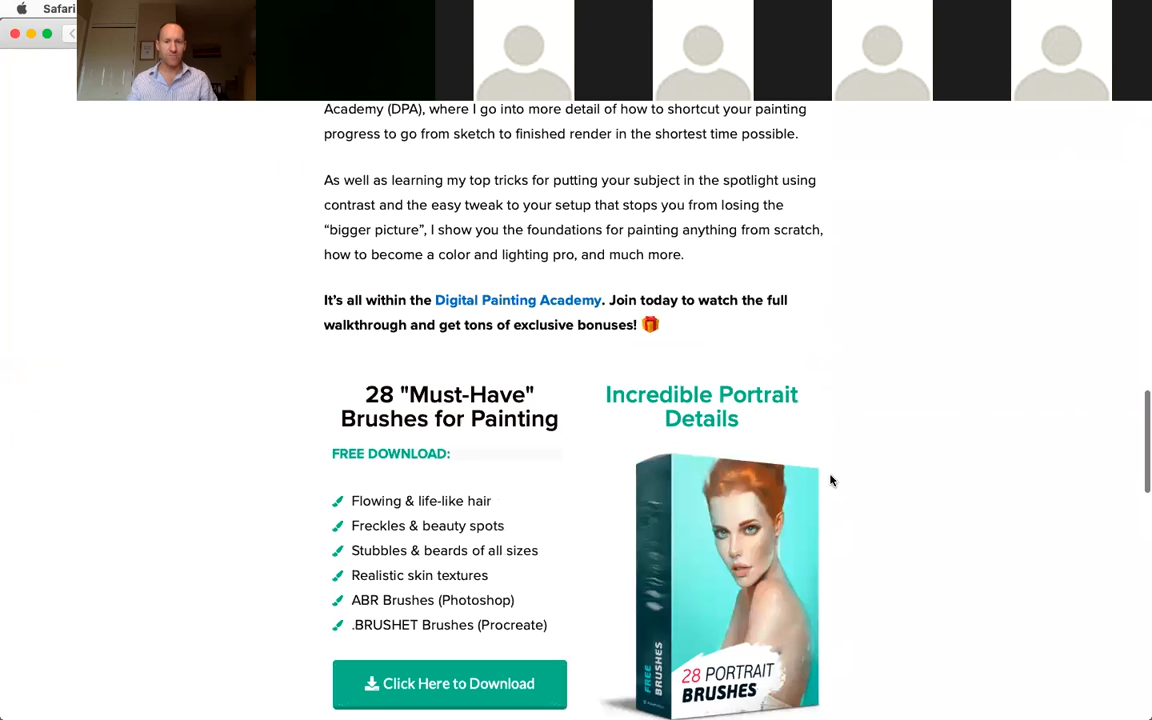 Safari
Academy (DPA), where I go into more detail of how to shortcut your painting
progress to go from sketch to finished render in the shortest time possible.
As well as learning my top tricks for putting your subject in the spotlight using
contrast and the easy tweak to your setup that stops you from losing the
“bigger picture”, I show you the foundations for painting anything from scratch,
how to become a color and lighting pro, and much more.
It’s all within the Digital Painting Academy. Join today to watch the full
walkthrough and get tons of exclusive bonuses! 🎁
28 "Must-Have"
Brushes for Painting
FREE DOWNLOAD:
Flowing & life-like hair
Freckles & beauty spots
Stubbles & beards of all sizes
Realistic skin textures
ABR Brushes (Photoshop)
.BRUSHET Brushes (Procreate)
Click Here to Download
Incredible Portrait
Details
FREE
BRUSHES
28 PORTRAIT
BRUSHES